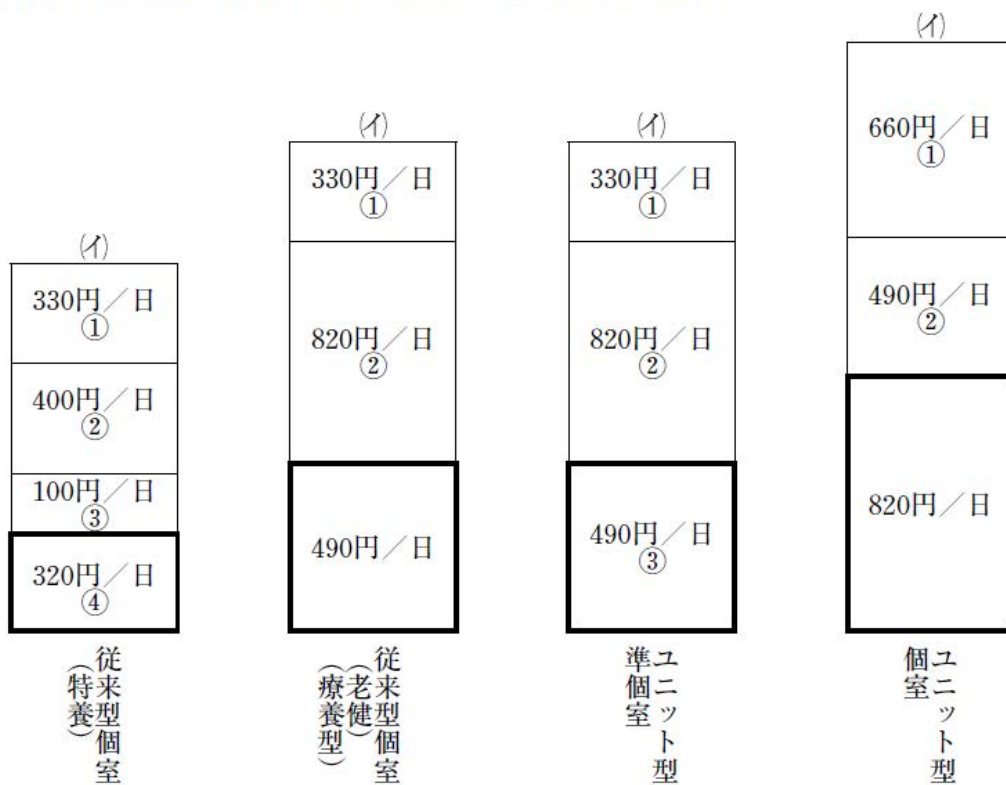 (イ)
330円／日
①
400円／日
②
100円／日
③
320円／日
④
従来型個室
(特養)
(イ)
330円／日
①
820円／日
②
490円／日
従来型個室
(老健)
(療養型)
(イ)
330円／日
①
820円／日
②
490円／日
③
ユニット型
準個室
(イ)
660円／日
①
490円／日
②
820円／日
ユニット型
個室